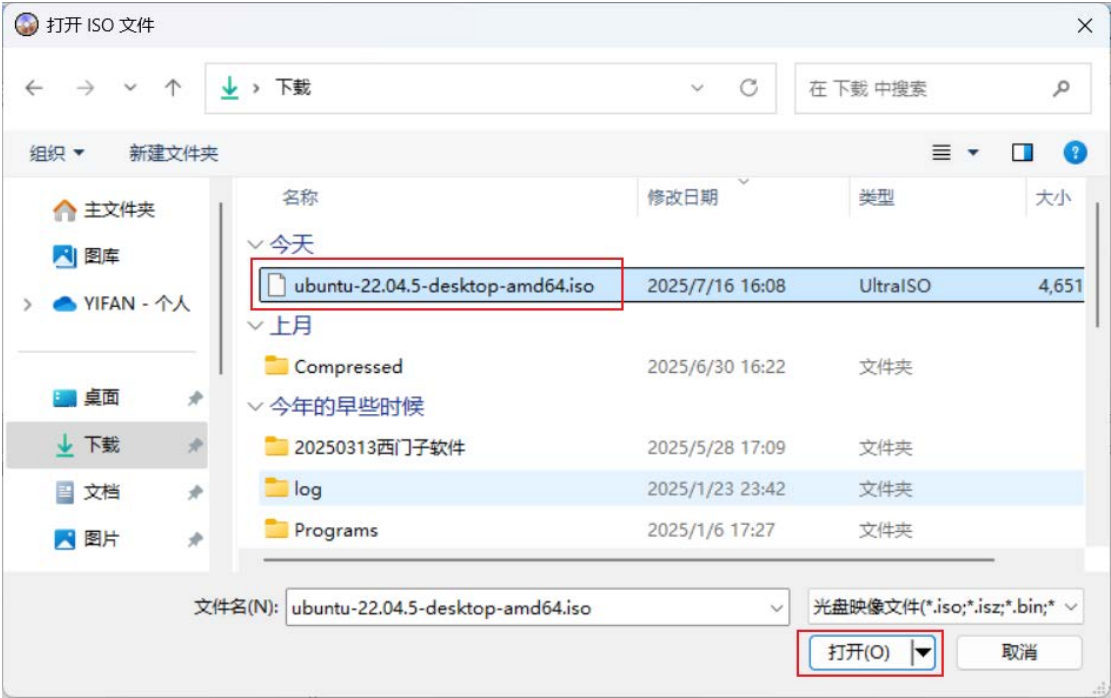 打开 ISO 文件
下载
在 下载 中搜索
组织
新建文件夹
名称 修改日期 类型 大小
主文件夹
图库
YIFAN - 个人
桌面
下载
文档
图片
今天
ubuntu-22.04.5-desktop-amd64.iso 2025/7/16 16:08 UltraISO 4,651
上月
Compressed 2025/6/30 16:22 文件夹
今年的早些时候
20250313西门子软件 2025/5/28 17:09 文件夹
log 2025/1/23 23:42 文件夹
Programs 2025/1/6 17:27 文件夹
文件名(N): ubuntu-22.04.5-desktop-amd64.iso 光盘映像文件(*.iso;*.isz;*.bin;*
打开(O) 取消